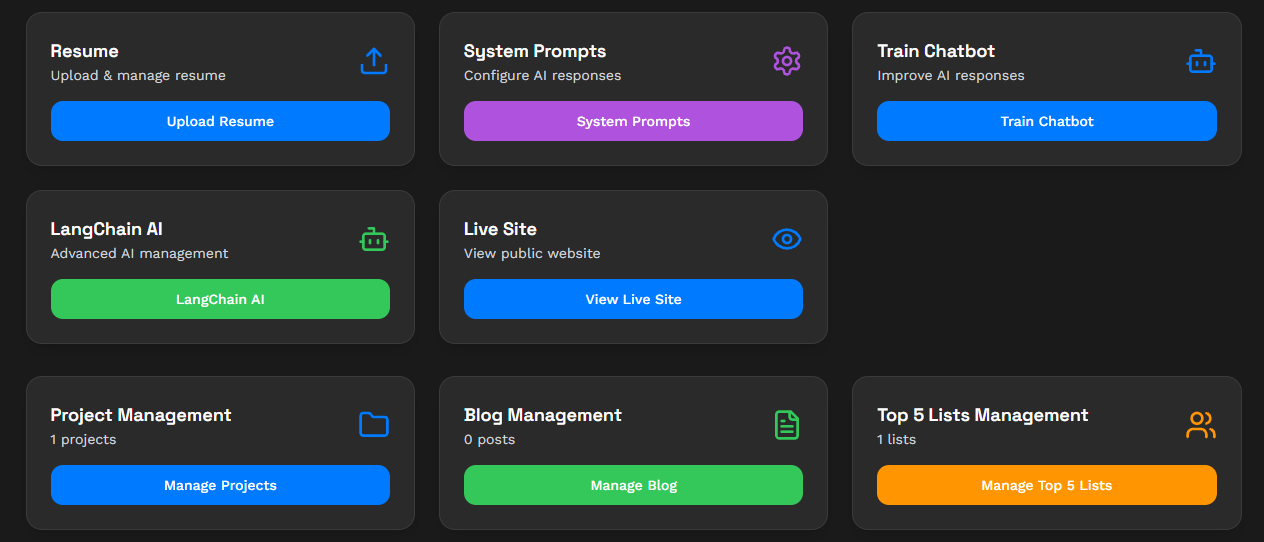 Resume
Upload & manage resume
Upload Resume
System Prompts
Configure AI responses
System Prompts
Train Chatbot
Improve AI responses
Train Chatbot
LangChain AI
Advanced AI management
LangChain AI
Live Site
View public website
View Live Site
Project Management
1 projects
Manage Projects
Blog Management
0 posts
Manage Blog
Top 5 Lists Management
1 lists
Manage Top 5 Lists